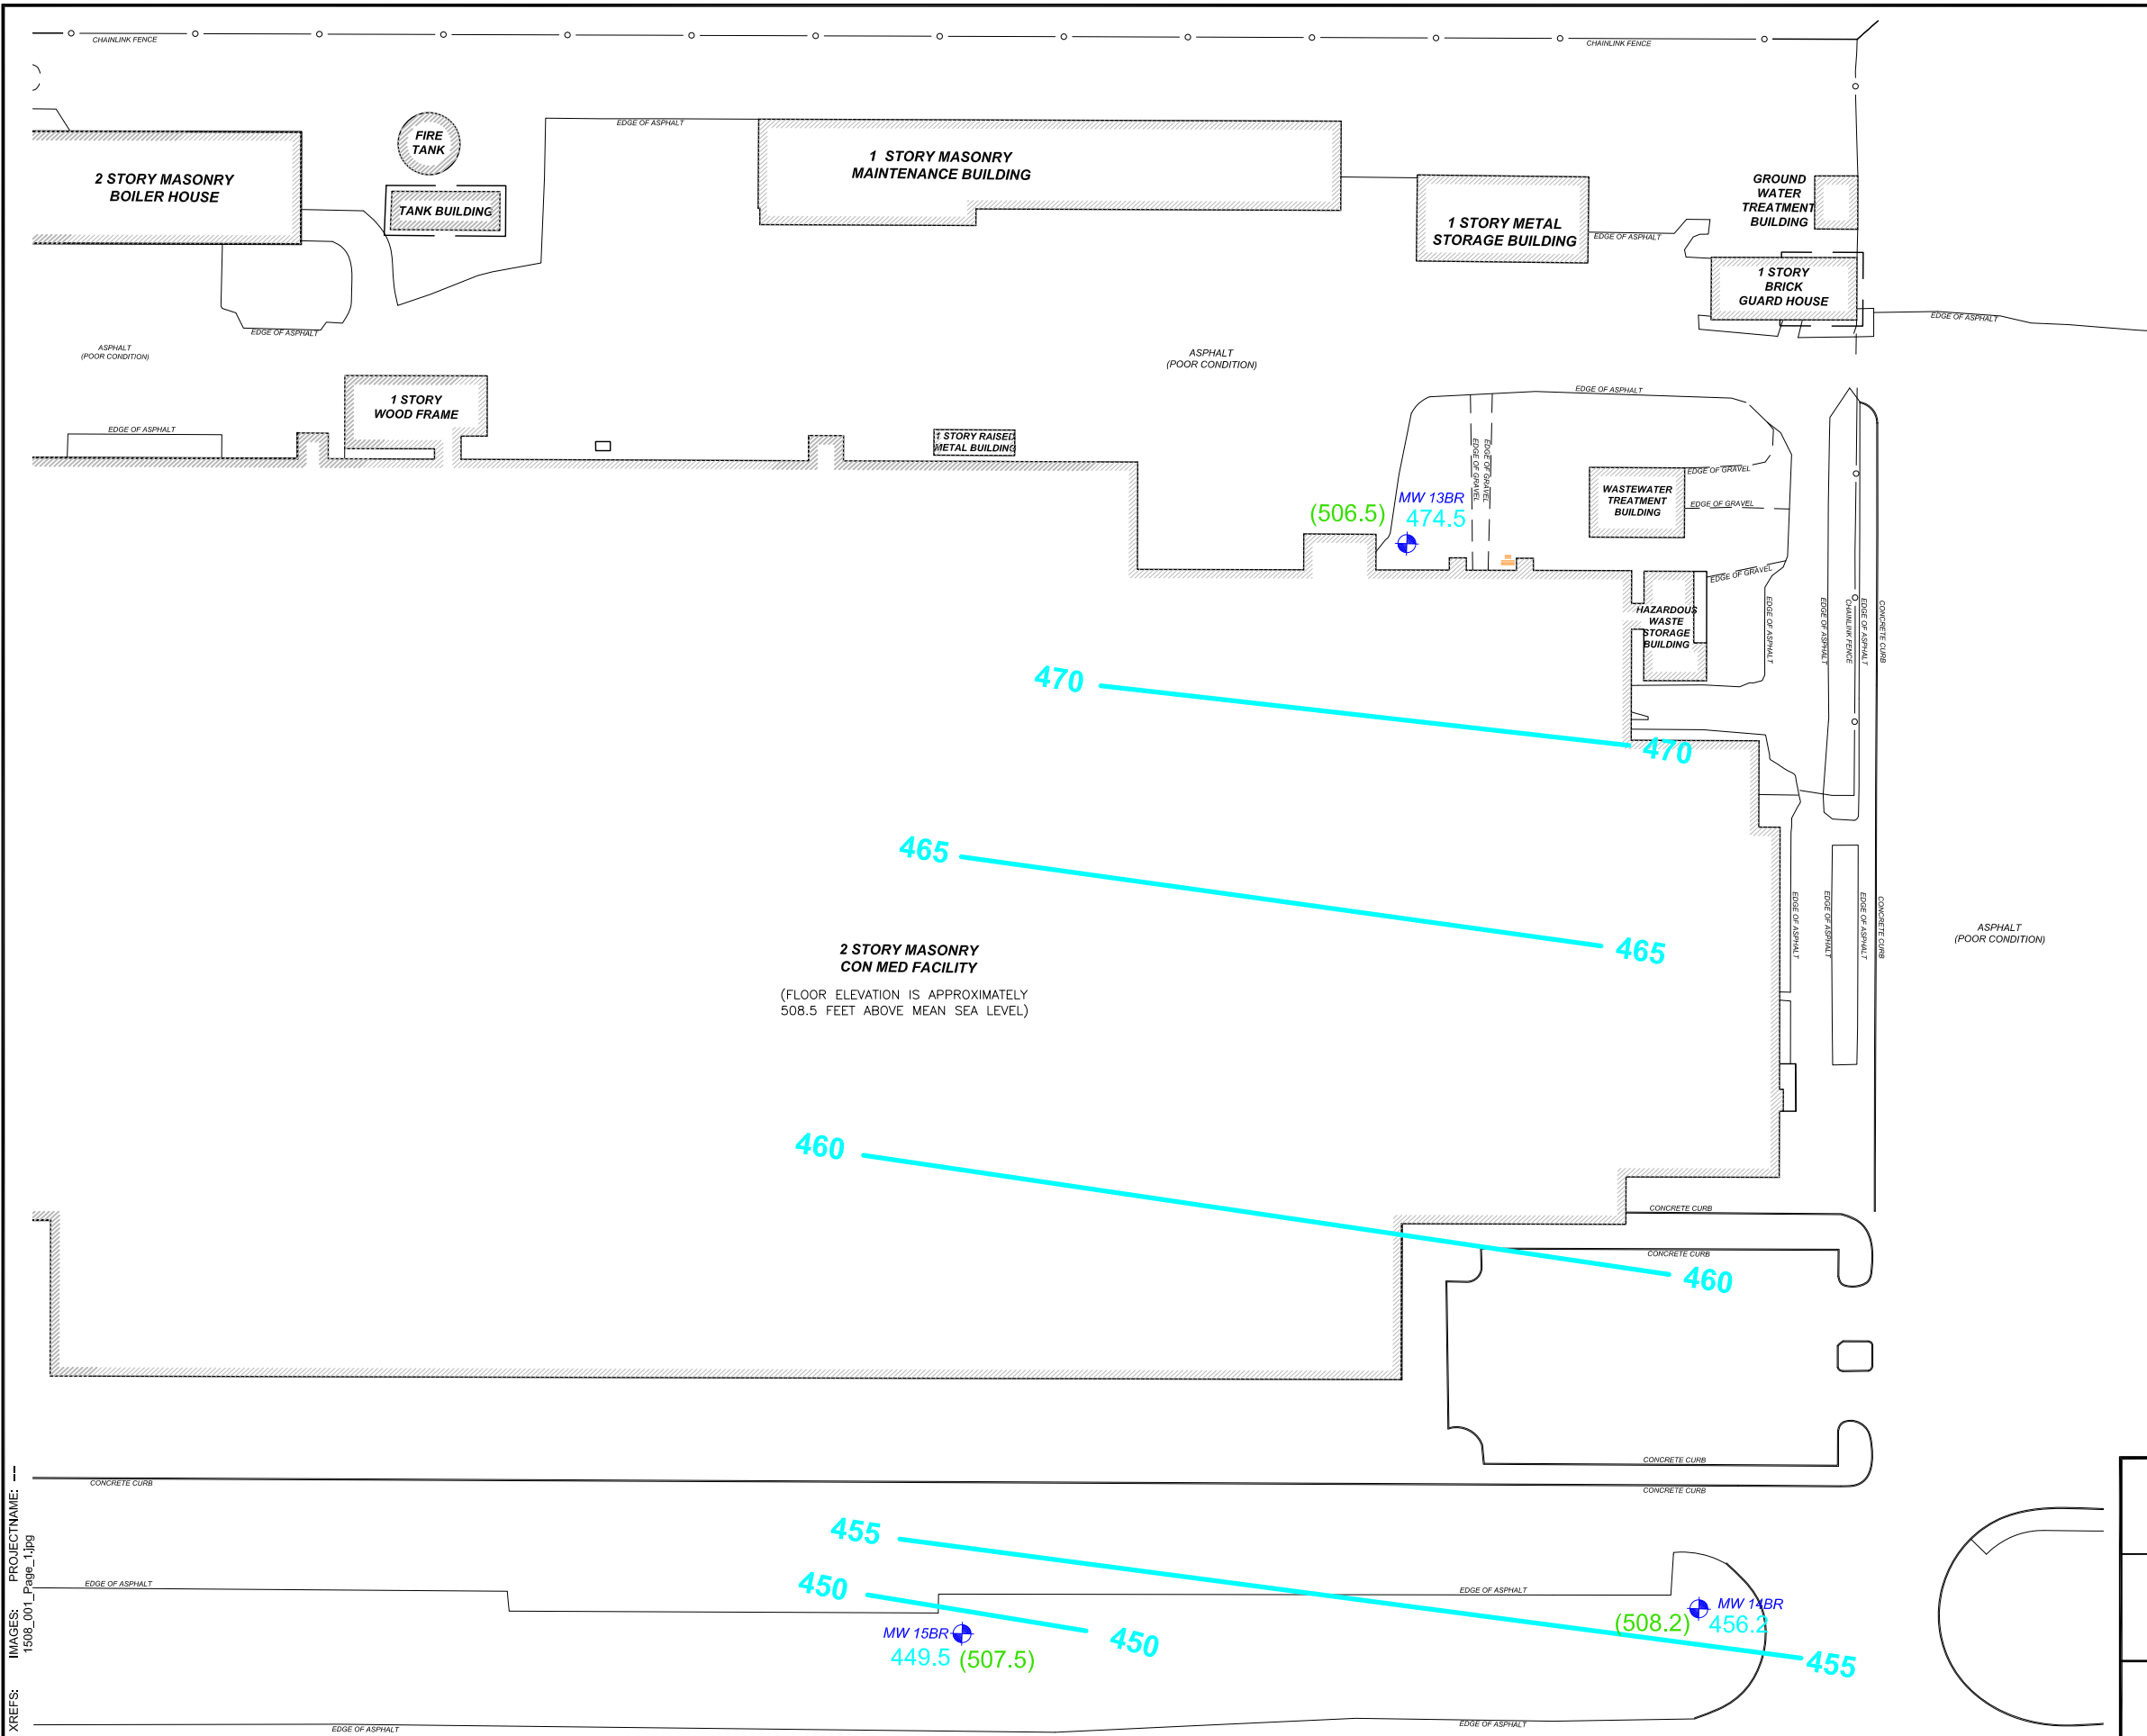 CHAINLINK FENCE
CHAINLINK FENCE
FIRE
TANK
EDGE OF ASPHALT
1 STORY MASONRY
MAINTENANCE BUILDING
2 STORY MASONRY
BOILER HOUSE
TANK BUILDING
1 STORY METAL
STORAGE BUILDING
GROUND
WATER
TREATMENT
BUILDING
EDGE OF ASPHALT
1 STORY
BRICK
GUARD HOUSE
EDGE OF ASPHALT
EDGE OF ASPHALT
ASPHALT
(POOR CONDITION)
ASPHALT
(POOR CONDITION)
1 STORY
WOOD FRAME
EDGE OF ASPHALT
EDGE OF ASPHALT
1 STORY RAISED
METAL BUILDING
EDGE OF GRAVEL
EDGE OF GRAVEL
EDGE OF GRAVEL
WASTEWATER
TREATMENT
BUILDING
EDGE OF GRAVEL
MW 13BR
(506.5)
474.5
EDGE OF GRAVEL
HAZARDOUS
WASTE
STORAGE
BUILDING
EDGE OF ASPHALT
EDGE OF ASPHALT
CHAINLINK FENCE
EDGE OF ASPHALT
CONCRETE CURB
470
470
465
465
EDGE OF ASPHALT
EDGE OF ASPHALT
EDGE OF ASPHALT
CONCRETE CURB
ASPHALT
(POOR CONDITION)
2 STORY MASONRY
CON MED FACILITY
(FLOOR ELEVATION IS APPROXIMATELY
508.5 FEET ABOVE MEAN SEA LEVEL)
460
460
CONCRETE CURB
CONCRETE CURB
CONCRETE CURB
CONCRETE CURB
CONCRETE CURB
455
455
450
450
EDGE OF ASPHALT
EDGE OF ASPHALT
MW 14BR
(508.2)
456.2
MW 15BR
449.5 (507.5)
EDGE OF ASPHALT
EDGE OF ASPHALT
XREFS: IMAGES: PROJECTNAME: --
1508_001_Page_1.jpg